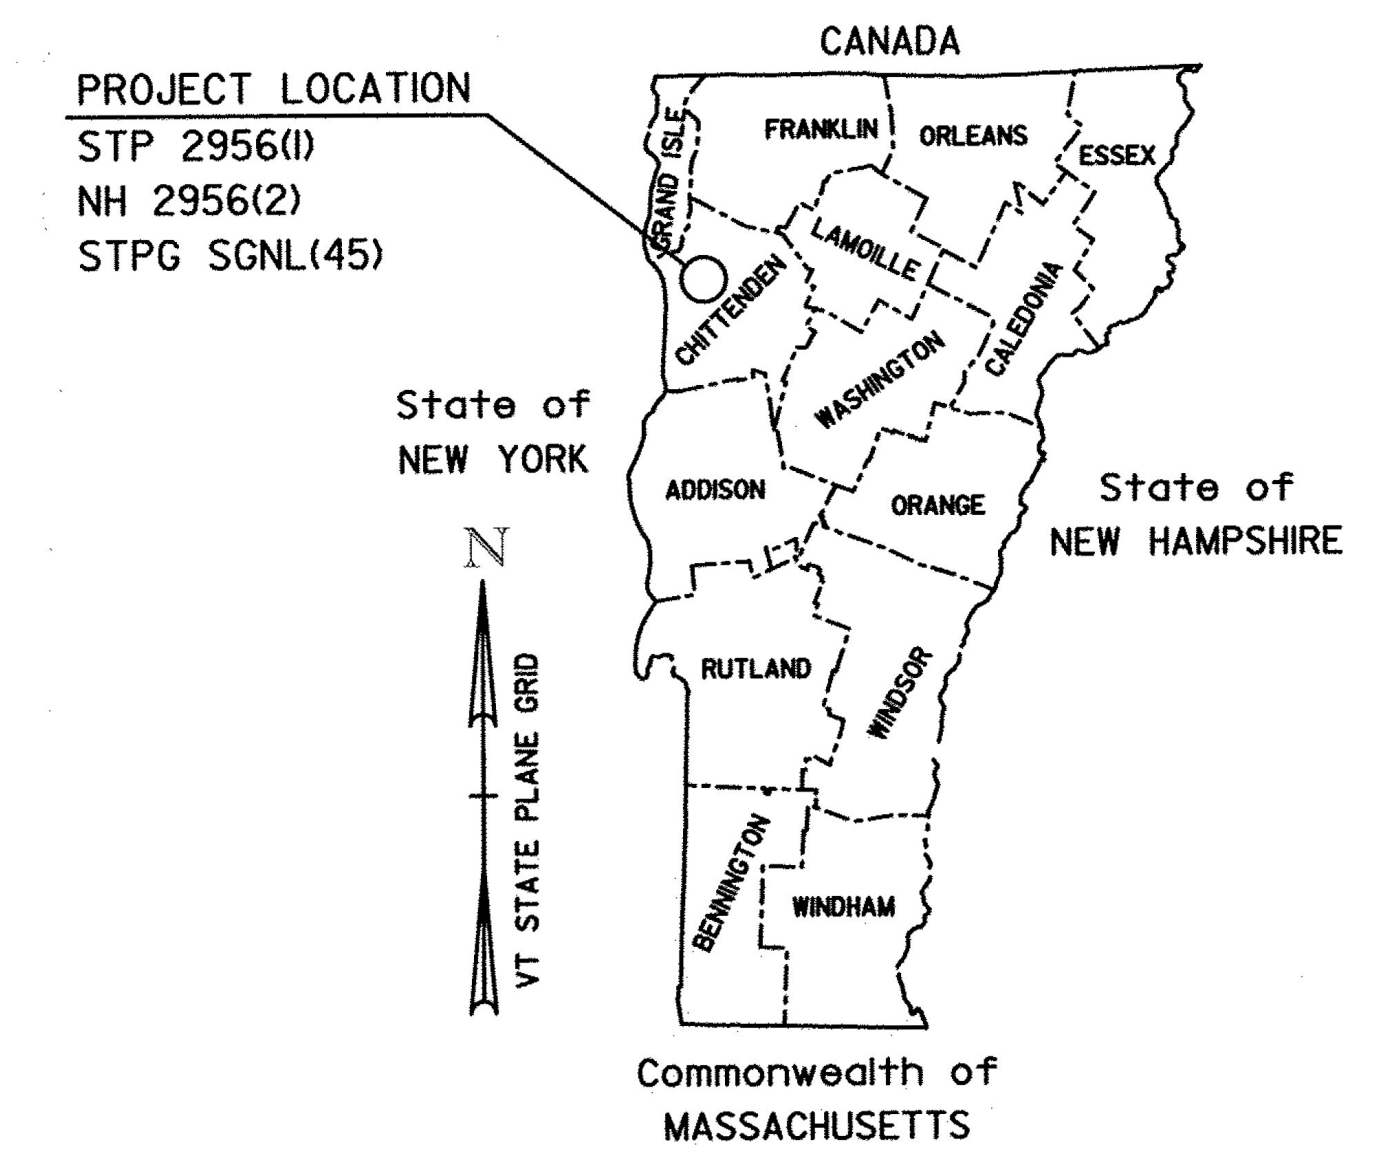 CANADA
PROJECT LOCATION
STP 2956(1)
NH 2956(2)
STPG SGNL(45)
GRAND ISLE
FRANKLIN
ORLEANS
ESSEX
LAMOILLE
CHITTENDEN
CALEDONIA
WASHINGTON
State of
NEW YORK
ADDISON
ORANGE
State of
NEW HAMPSHIRE
N
VT STATE PLANE GRID
RUTLAND
WINDSOR
BENNINGTON
WINDHAM
Commonwealth of
MASSACHUSETTS